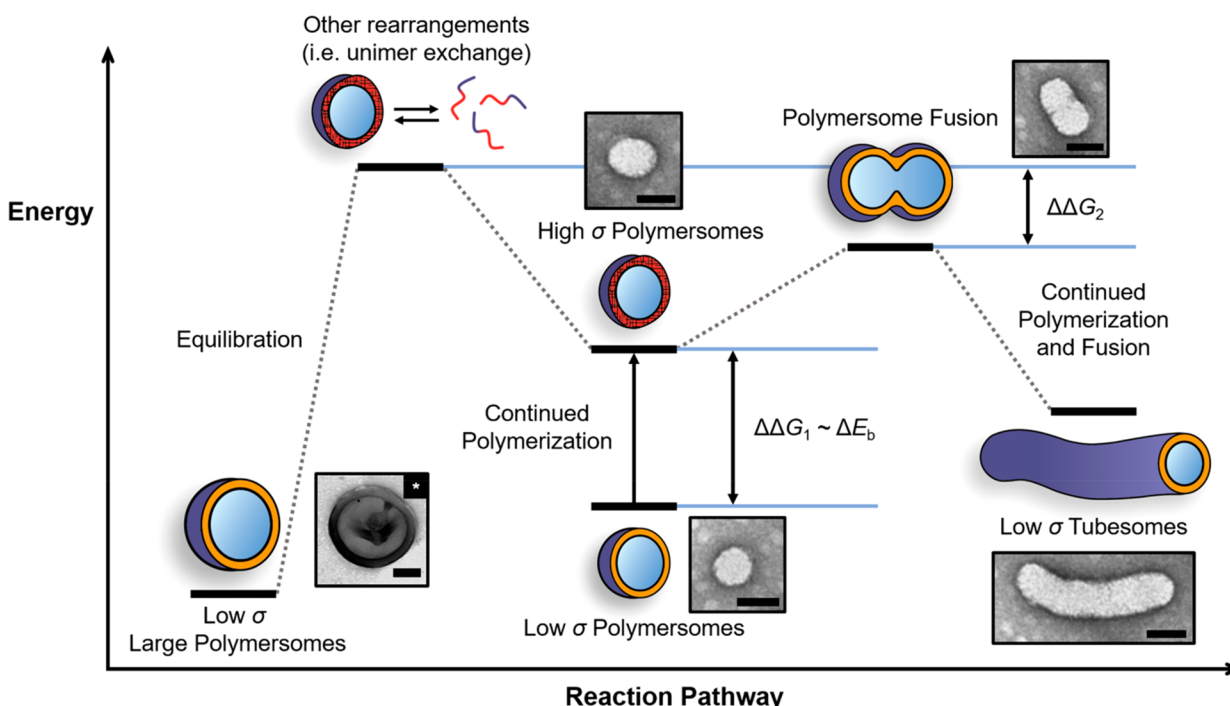 Other rearrangements
(i.e. unimer exchange)
Polymersome Fusion
Energy
ΔΔG₂
High σ Polymersomes
Equilibration
Continued
Polymerization
and Fusion
Continued
Polymerization
ΔΔG₁ ~ ΔE_b
*
Low σ Tubesomes
Low σ
Large Polymersomes
Low σ Polymersomes
Reaction Pathway